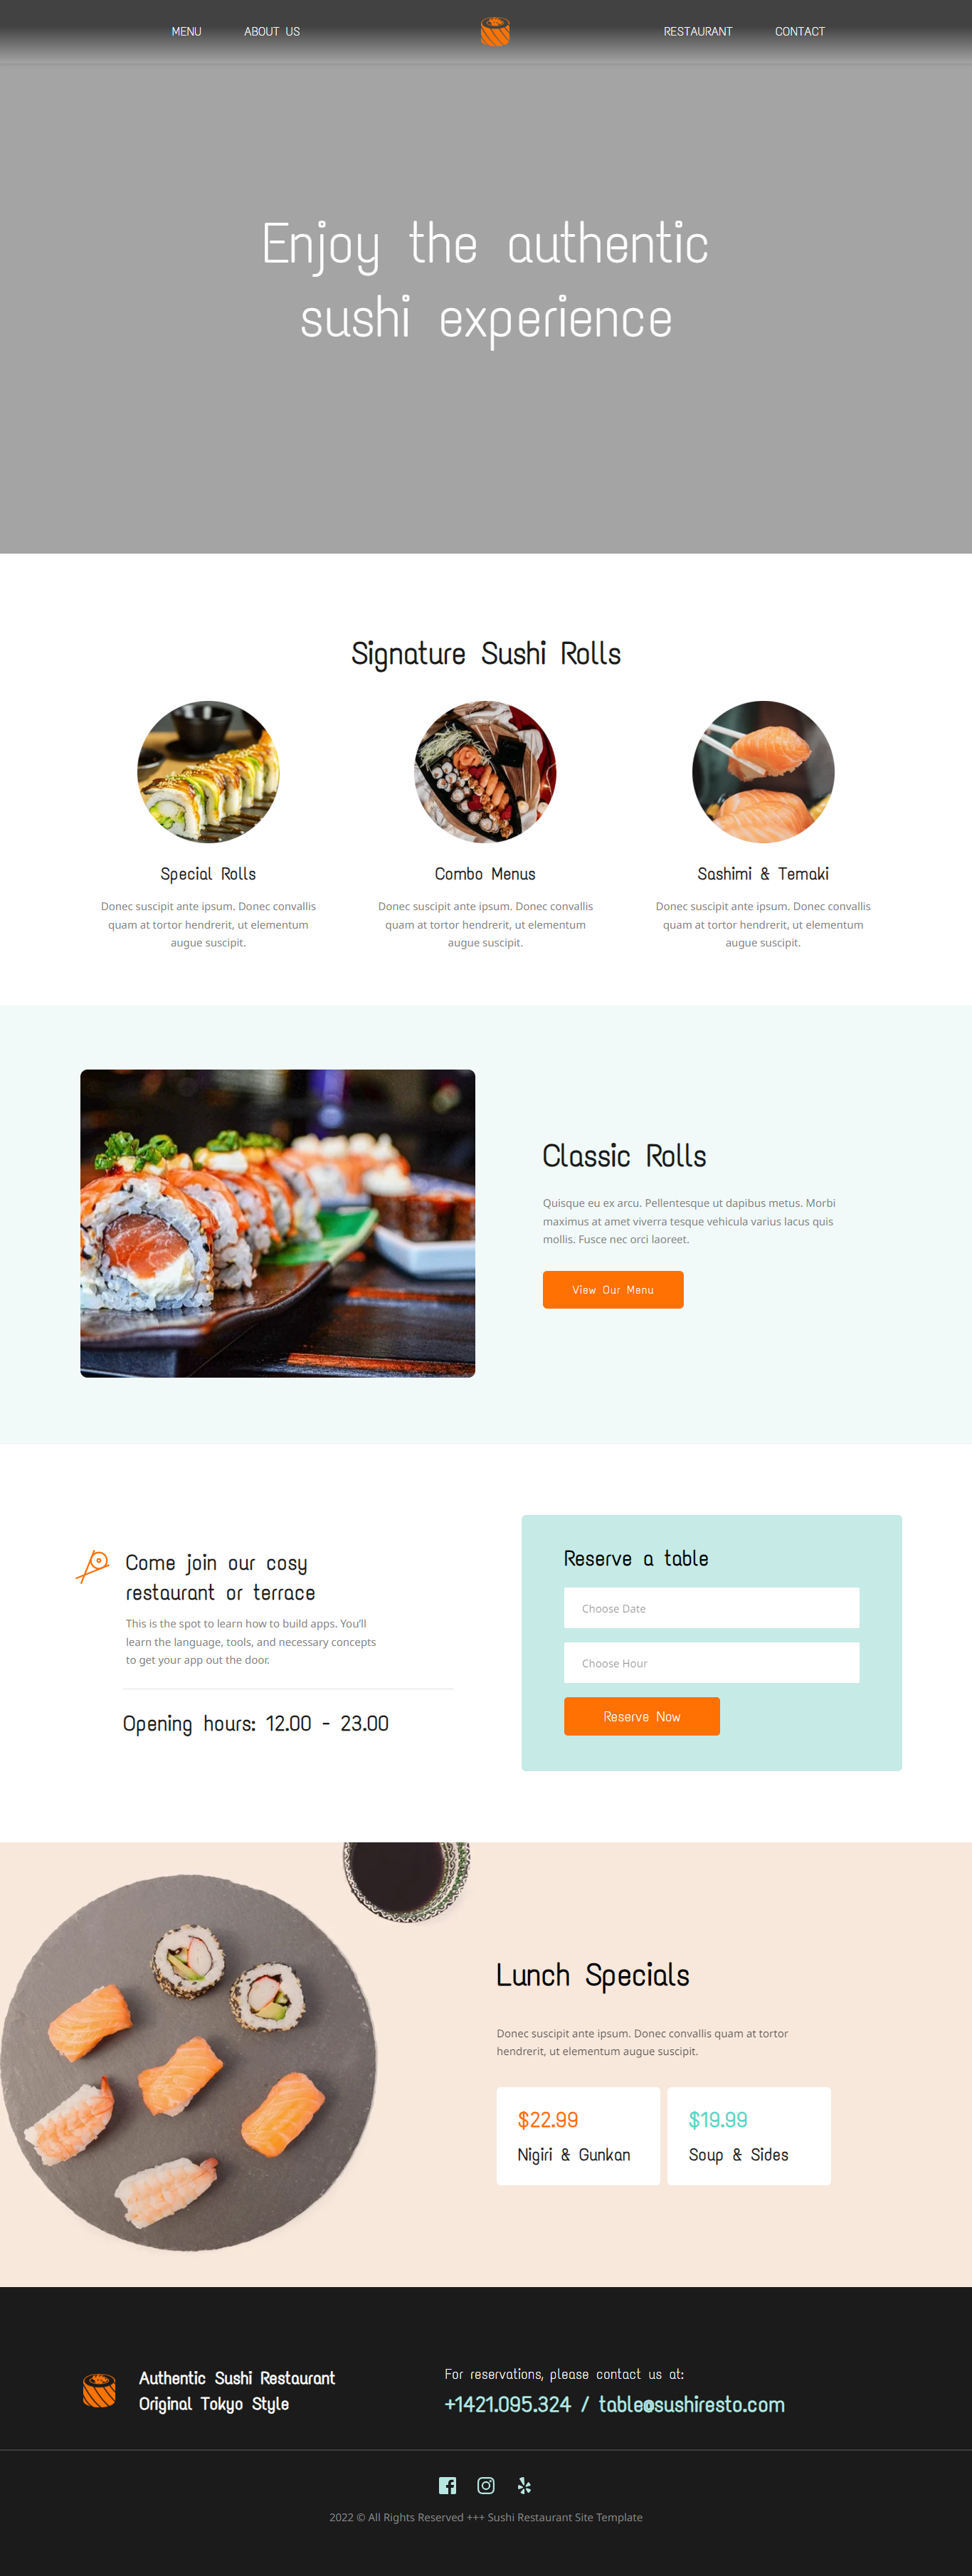 MENU ABOUT US RESTAURANT CONTACT
Enjoy the authentic
sushi experience
Signature Sushi Rolls
Special Rolls
Donec suscipit ante ipsum. Donec convallis
quam at tortor hendrerit, ut elementum
augue suscipit.
Combo Menus
Donec suscipit ante ipsum. Donec convallis
quam at tortor hendrerit, ut elementum
augue suscipit.
Sashimi & Temaki
Donec suscipit ante ipsum. Donec convallis
quam at tortor hendrerit, ut elementum
augue suscipit.
Classic Rolls
Quisque eu ex arcu. Pellentesque ut dapibus metus. Morbi
maximus at amet viverra tesque vehicula varius lacus quis
mollis. Fusce nec orci laoreet.
View Our Menu
Come join our cosy
restaurant or terrace
This is the spot to learn how to build apps. You’ll
learn the language, tools, and necessary concepts
to get your app out the door.
Opening hours: 12.00 - 23.00
Reserve a table
Choose Date
Choose Hour
Reserve Now
Lunch Specials
Donec suscipit ante ipsum. Donec convallis quam at tortor
hendrerit, ut elementum augue suscipit.
$22.99
Nigiri & Gunkan
$19.99
Soup & Sides
Authentic Sushi Restaurant
Original Tokyo Style
For reservations, please contact us at:
+1421.095.324 / table@sushiresto.com
2022 © All Rights Reserved +++ Sushi Restaurant Site Template